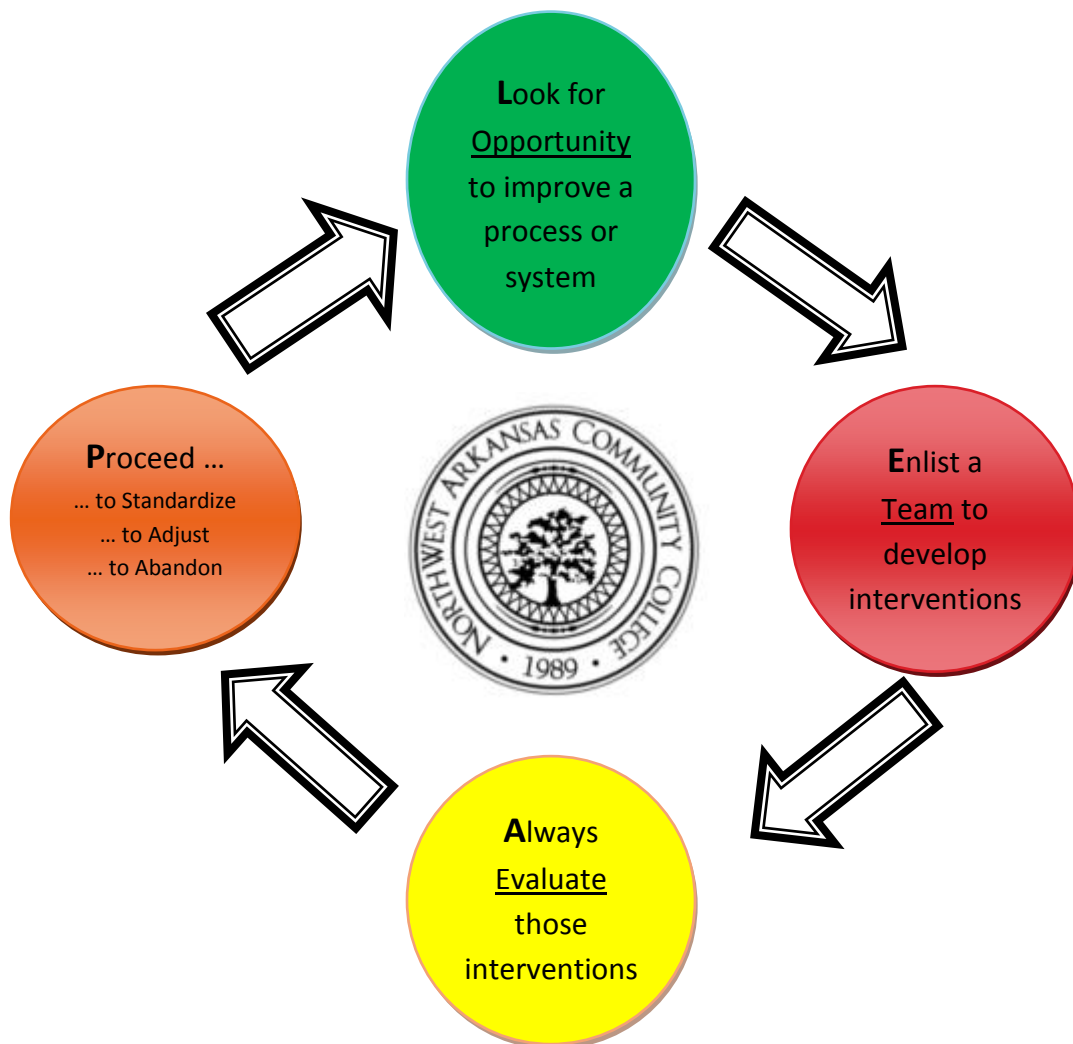 Look for
Opportunity
to improve a
process or
system
Enlist a
Team to
develop
interventions
Always
Evaluate
those
interventions
Proceed ...
... to Standardize
... to Adjust
... to Abandon
NORTHWEST ARKANSAS COMMUNITY COLLEGE
• 1989 •